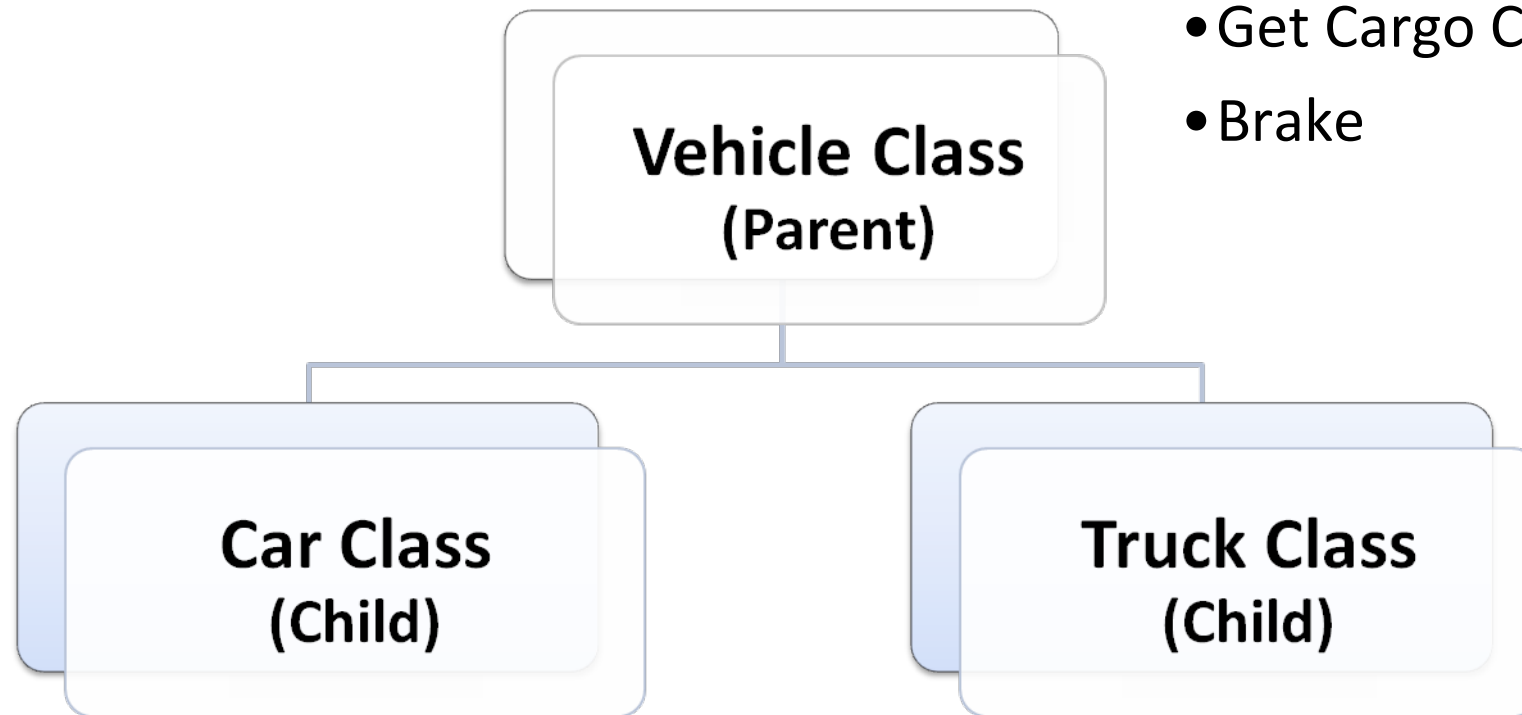 • Get Cargo C
• Brake
Vehicle Class
(Parent)
Car Class
(Child)
Truck Class
(Child)